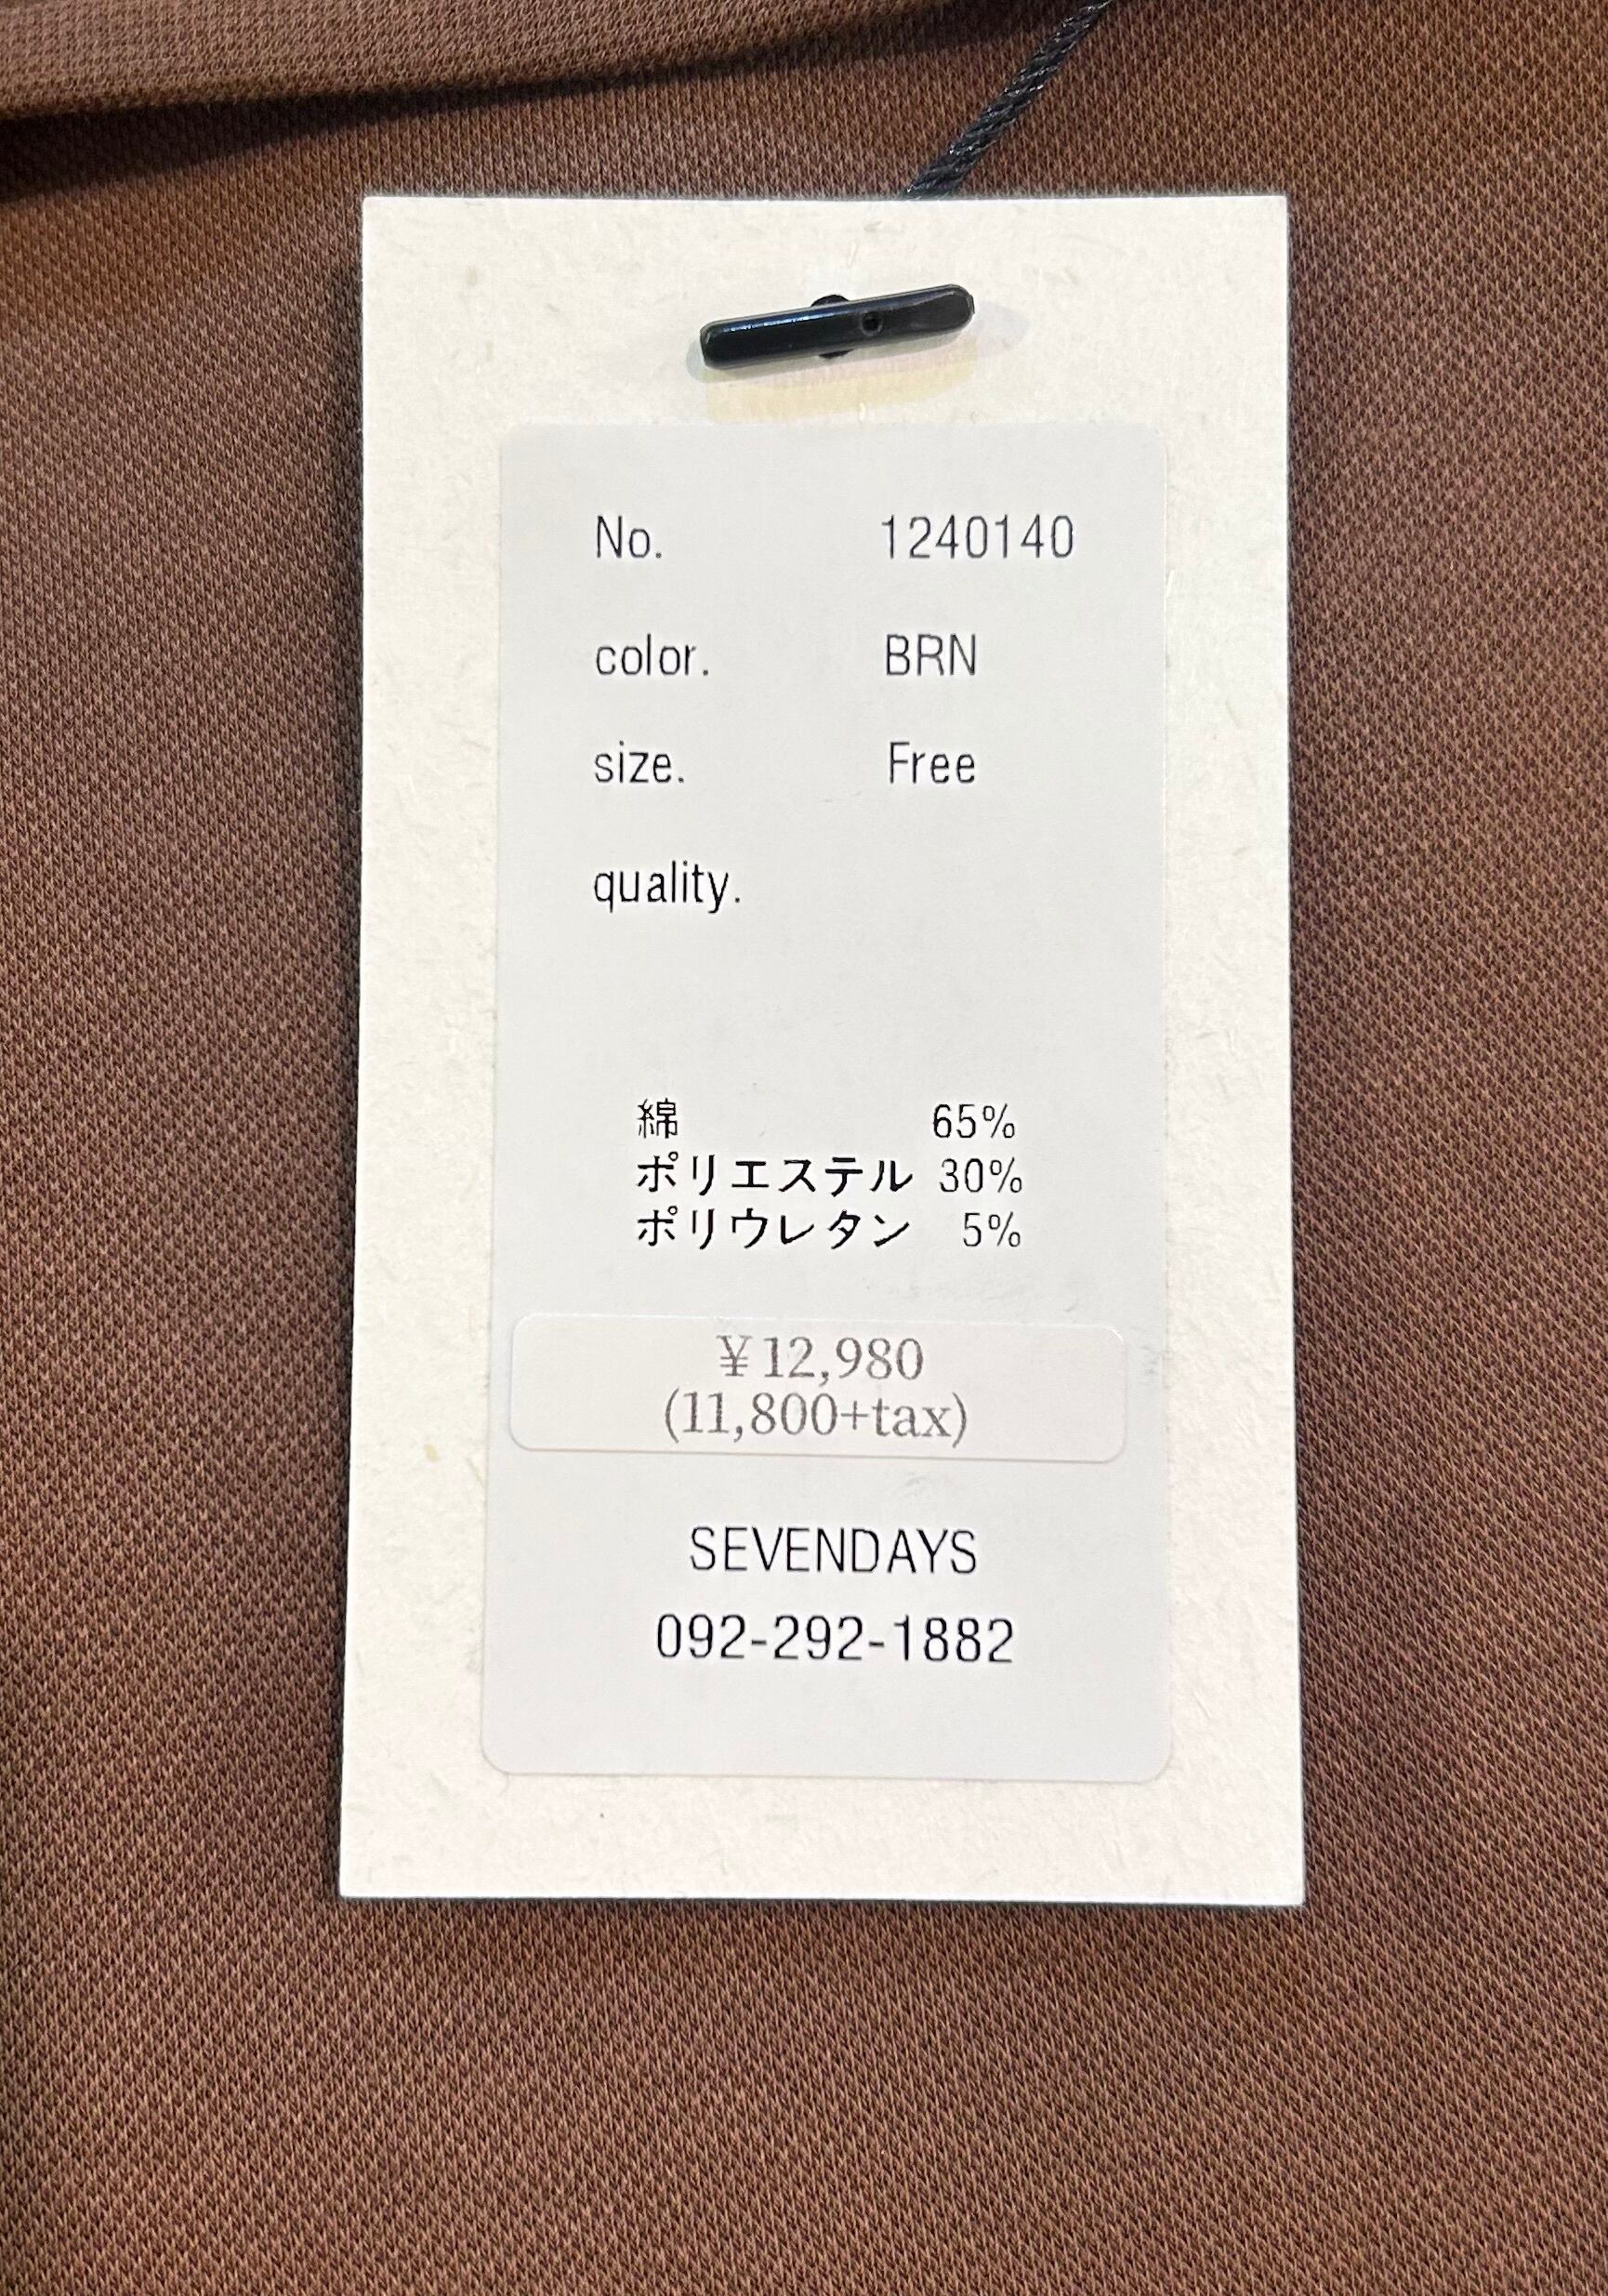 No. 1240140
color. BRN
size. Free
quality.
綿 65%
ポリエステル 30%
ポリウレタン 5%
¥12,980
(11,800+tax)
SEVENDAYS
092-292-1882